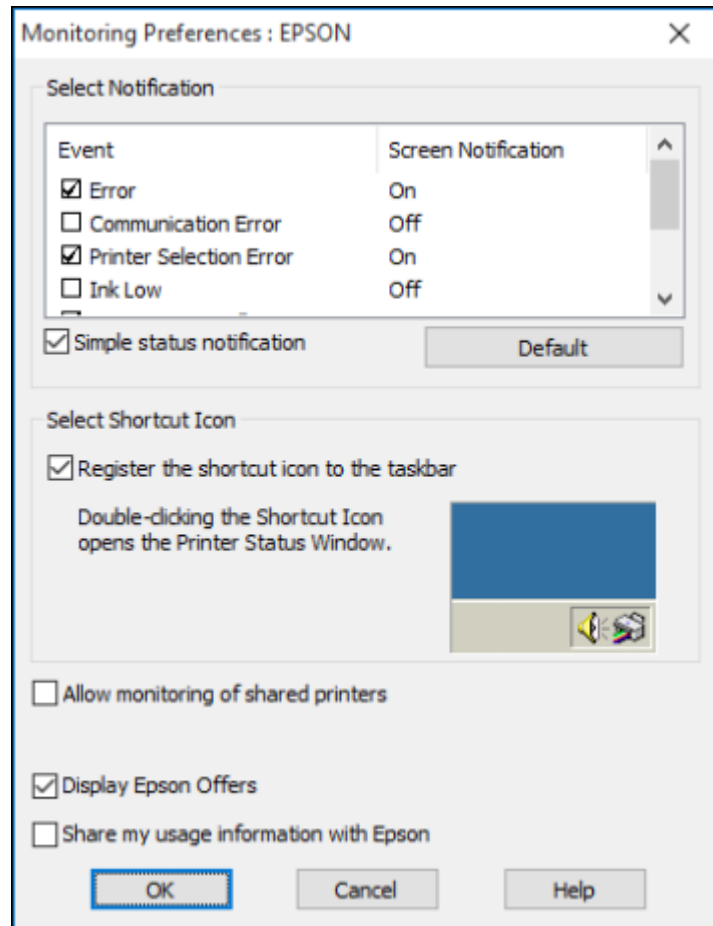 Monitoring Preferences : EPSON
Select Notification
Event Screen Notification
Error On
Communication Error Off
Printer Selection Error On
Ink Low Off
Simple status notification Default
Select Shortcut Icon
Register the shortcut icon to the taskbar
Double-clicking the Shortcut Icon
opens the Printer Status Window.
Allow monitoring of shared printers
Display Epson Offers
Share my usage information with Epson
OK Cancel Help